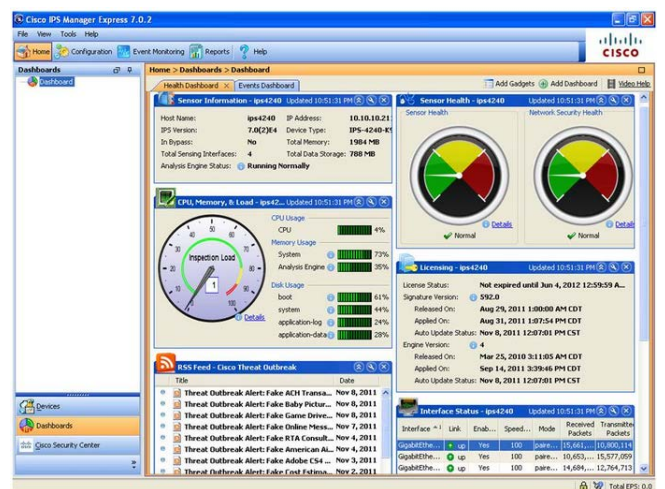 Cisco IPS Manager Express 7.0.2
File View Tools Help
Home Configuration Event Monitoring Reports Help
CISCO
Dashboards
Dashboard
Home > Dashboards > Dashboard
Health Dashboard Events Dashboard
Add Gadgets Add Dashboard Video Help
Sensor Information - ips4240 Updated 10:51:31 PM
Host Name: ips4240 IP Address: 10.10.10.21
IPS Version: 7.0(2)E4 Device Type: IPS-4240-K
In Bypass: No Total Memory: 1984 MB
Total Sensing Interfaces: 4 Total Data Storage: 788 MB
Analysis Engine Status: Running Normally
Sensor Health - ips4240 Updated 10:51:31 PM
Sensor Health
Network Security Health
Details Details
Normal Normal
CPU, Memory, & Load - ips42... Updated 10:51:31 PM
Inspection Load
0 10 20 30 40 50 60 70 80 90 100
1
Details
CPU Usage
CPU 4%
Memory Usage
System 73%
Analysis Engine 35%
Disk Usage
boot 61%
system 44%
application-log 24%
application-data 28%
Licensing - ips4240 Updated 10:51:31 PM
License Status: Not expired until Jun 4, 2012 12:59:59 A...
Signature Version: 592.0
Released On: Aug 29, 2011 1:00:00 AM CDT
Applied On: Aug 31, 2011 1:07:54 PM CDT
Auto Update Status: Nov 8, 2011 12:07:01 PM CST
Engine Version: 4
Released On: Mar 25, 2010 3:11:05 AM CDT
Applied On: Sep 14, 2011 3:39:46 PM CDT
Auto Update Status: Nov 8, 2011 12:07:01 PM CST
RSS Feed - Cisco Threat Outbreak
Title Date
Threat Outbreak Alert: Fake ACH Transa... Nov 8, 2011
Threat Outbreak Alert: Fake Baby Pictur... Nov 8, 2011
Threat Outbreak Alert: Fake Game Drive... Nov 8, 2011
Threat Outbreak Alert: Fake Online Mess... Nov 7, 2011
Threat Outbreak Alert: Fake RTA Consult... Nov 4, 2011
Threat Outbreak Alert: Fake American Ai... Nov 4, 2011
Threat Outbreak Alert: Fake Adobe CS4 ... Nov 3, 2011
Threat Outbreak Alert: Fake Cost Estima... Nov 2, 2011
Interface Status - ips4240 Updated 10:51:31 PM
Interface Link Enab... Speed... Mode Received Packets Transmitted Packets
GigabitEthe... up Yes 100 paire... 15,661,... 10,800,114
GigabitEthe... up Yes 100 paire... 10,653,... 15,577,059
GigabitEthe... up Yes 100 paire... 14,684,... 12,764,713
Devices
Dashboards
Cisco Security Center
Total EPS: 0.0